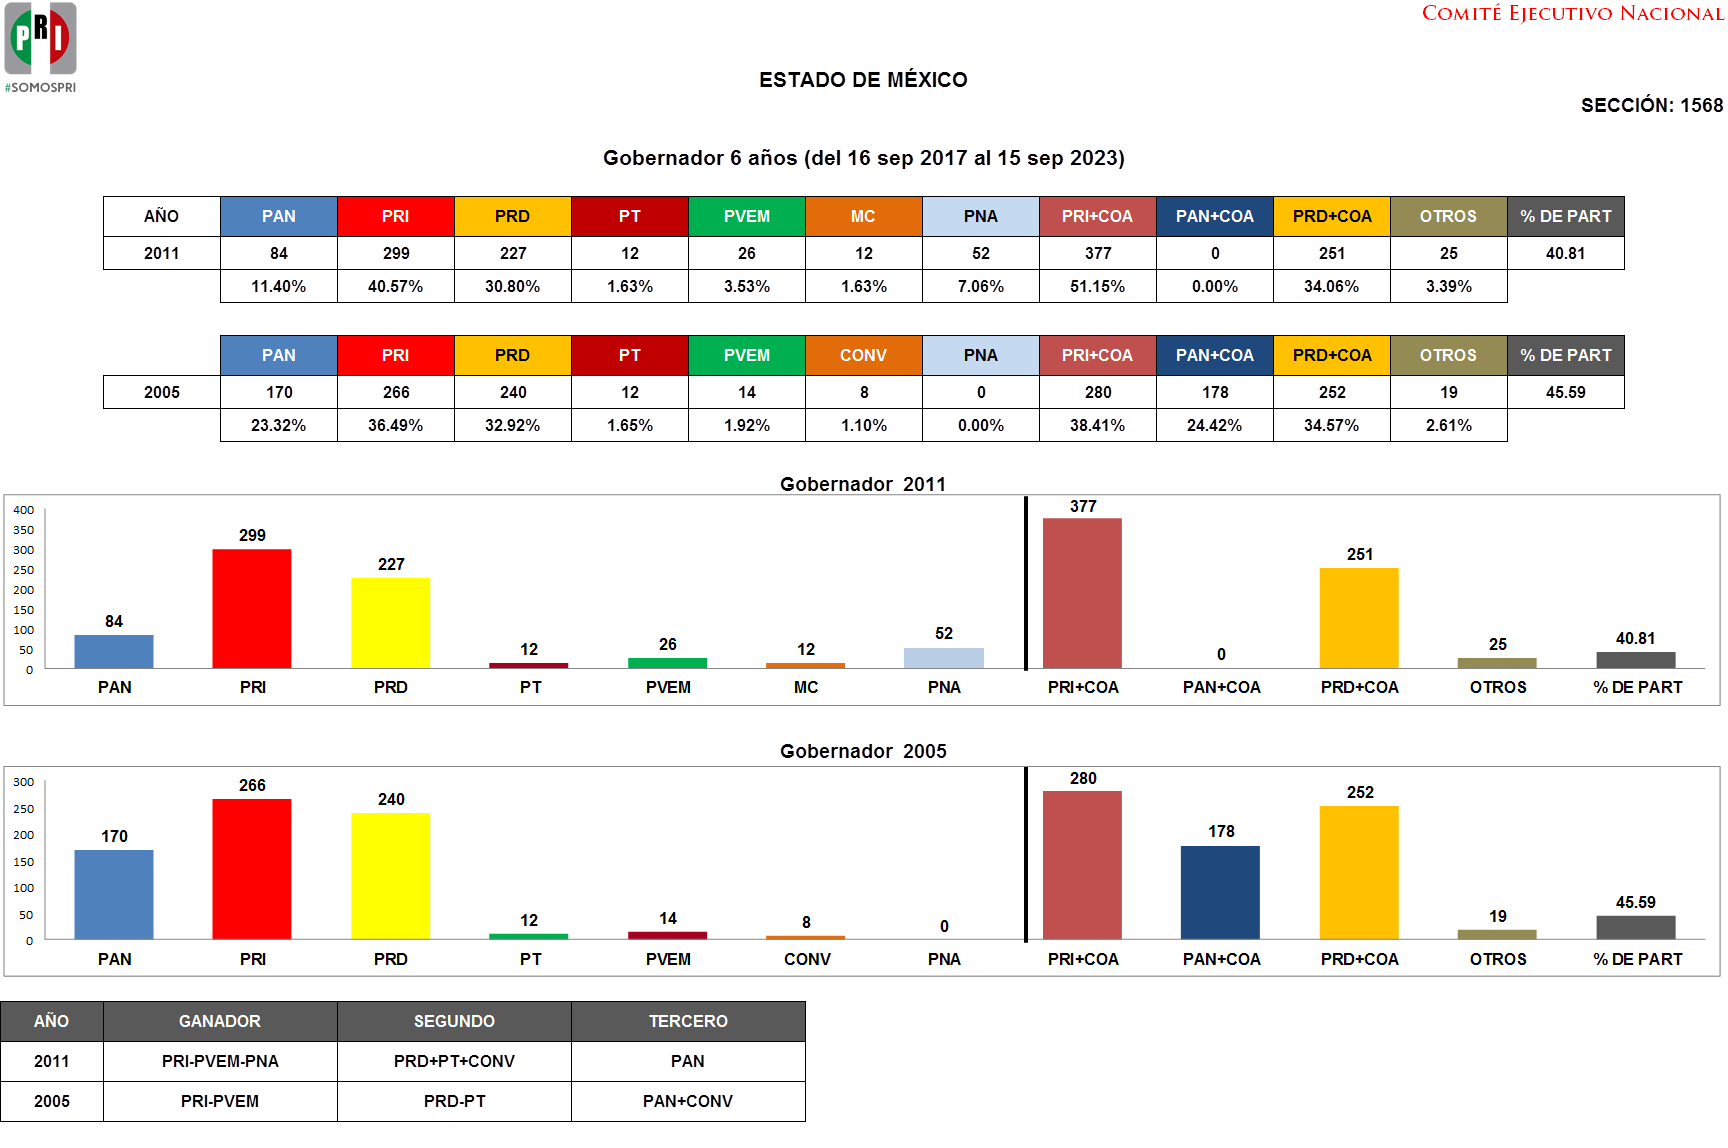 PRI
#SOMOSPRI
COMITÉ EJECUTIVO NACIONAL
ESTADO DE MÉXICO
SECCIÓN: 1568
Gobernador 6 años (del 16 sep 2017 al 15 sep 2023)
AÑO PAN PRI PRD PT PVEM MC PNA PRI+COA PAN+COA PRD+COA OTROS % DE PART
2011 84 299 227 12 26 12 52 377 0 251 25 40.81
11.40% 40.57% 30.80% 1.63% 3.53% 1.63% 7.06% 51.15% 0.00% 34.06% 3.39%
PAN PRI PRD PT PVEM CONV PNA PRI+COA PAN+COA PRD+COA OTROS % DE PART
2005 170 266 240 12 14 8 0 280 178 252 19 45.59
23.32% 36.49% 32.92% 1.65% 1.92% 1.10% 0.00% 38.41% 24.42% 34.57% 2.61%
Gobernador 2011
400
350
300
250
200
150
100
50
0
84 299 227 12 26 12 52 377 0 251 25 40.81
PAN PRI PRD PT PVEM MC PNA PRI+COA PAN+COA PRD+COA OTROS % DE PART
Gobernador 2005
300
250
200
150
100
50
0
170 266 240 12 14 8 0 280 178 252 19 45.59
PAN PRI PRD PT PVEM CONV PNA PRI+COA PAN+COA PRD+COA OTROS % DE PART
AÑO GANADOR SEGUNDO TERCERO
2011 PRI-PVEM-PNA PRD+PT+CONV PAN
2005 PRI-PVEM PRD-PT PAN+CONV